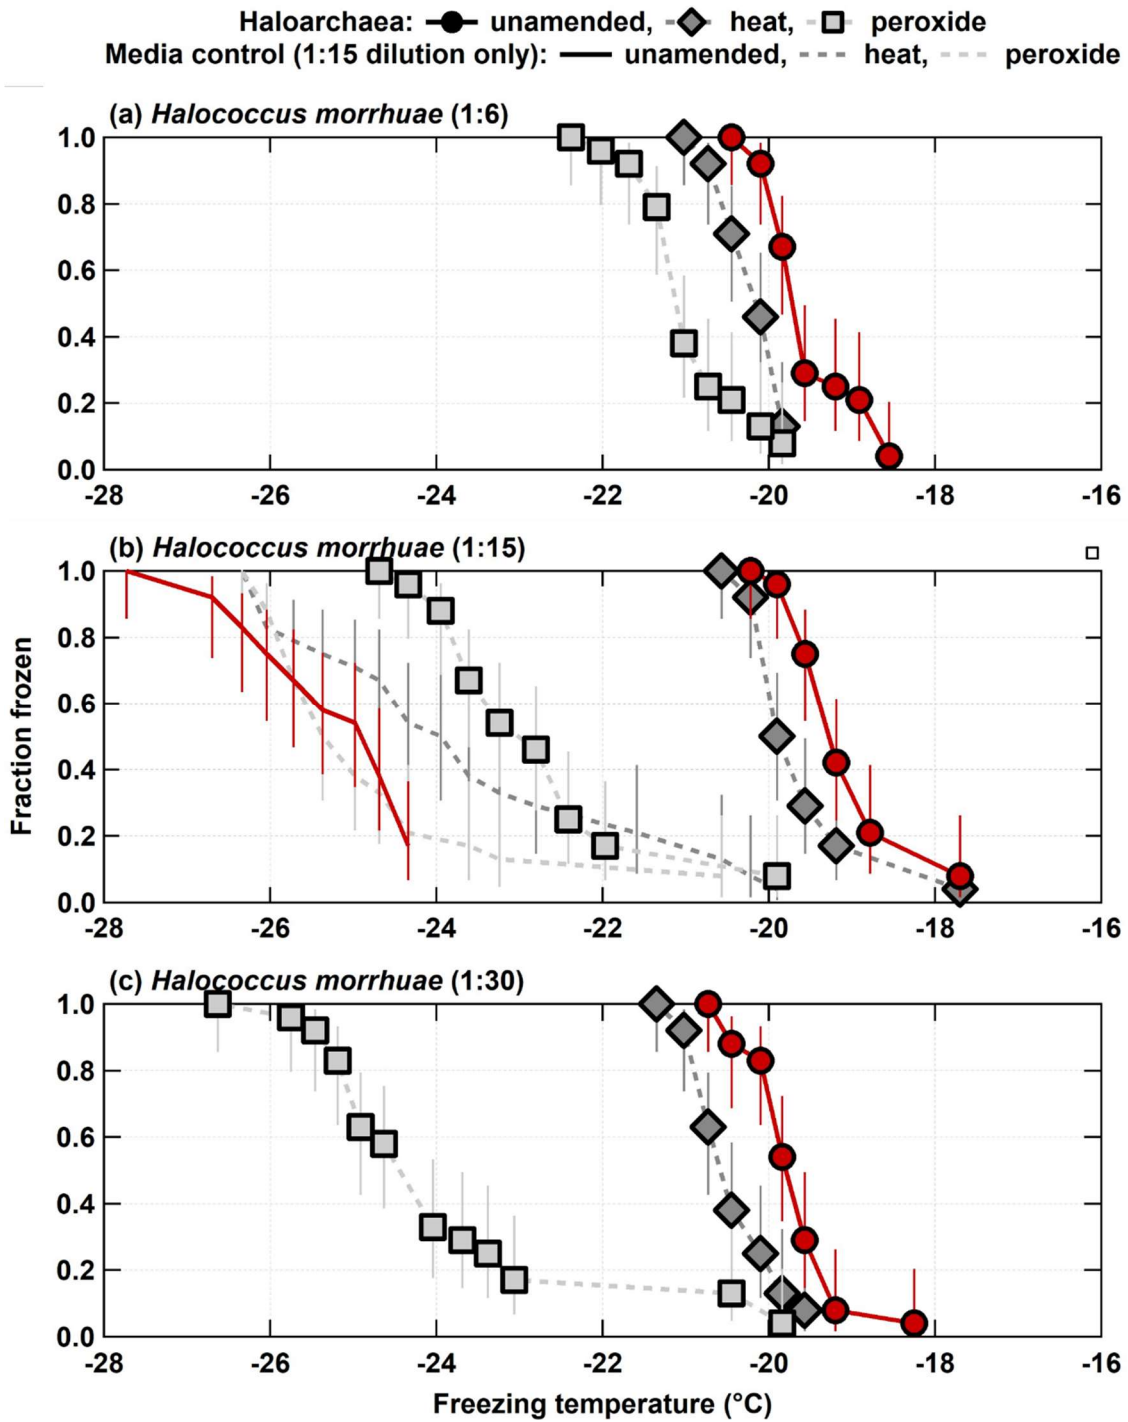 Haloarchaea: unamended, heat, peroxide
Media control (1:15 dilution only): unamended, heat, peroxide
(a) Halococcus morrhuae (1:6)
1.0
0.8
0.6
0.4
0.2
0.0
-28 -26 -24 -22 -20 -18 -16
(b) Halococcus morrhuae (1:15)
1.0
0.8
0.6
0.4
0.2
0.0
Fraction frozen
-28 -26 -24 -22 -20 -18 -16
(c) Halococcus morrhuae (1:30)
1.0
0.8
0.6
0.4
0.2
0.0
-28 -26 -24 -22 -20 -18 -16
Freezing temperature (°C)